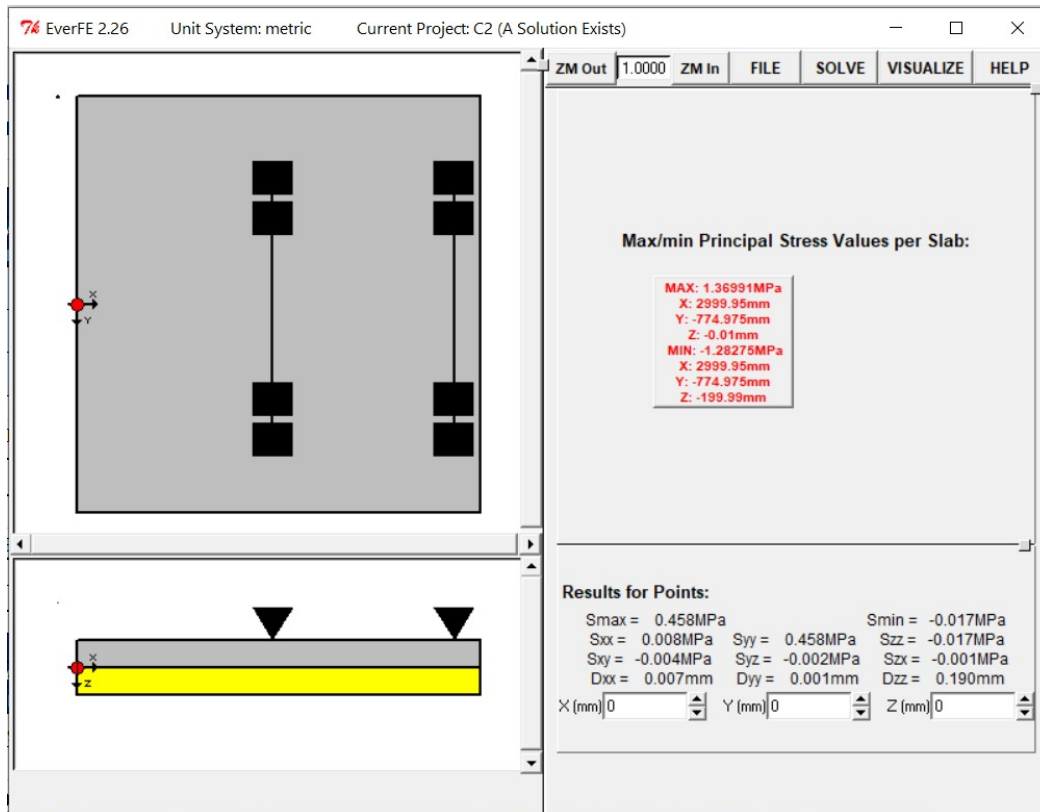 EverFE 2.26 Unit System: metric Current Project: C2 (A Solution Exists)
ZM Out 1.0000 ZM In FILE SOLVE VISUALIZE HELP
X
Y
X
Z
Max/min Principal Stress Values per Slab:
MAX: 1.36991MPa
X: 2999.95mm
Y: -774.975mm
Z: -0.01mm
MIN: -1.28275MPa
X: 2999.95mm
Y: -774.975mm
Z: -199.99mm
Results for Points:
Smax = 0.458MPa Smin = -0.017MPa
Sxx = 0.008MPa Syy = 0.458MPa Szz = -0.017MPa
Sxy = -0.004MPa Syz = -0.002MPa Szx = -0.001MPa
Dxx = 0.007mm Dyy = 0.001mm Dzz = 0.190mm
X (mm) 0 Y (mm) 0 Z (mm) 0